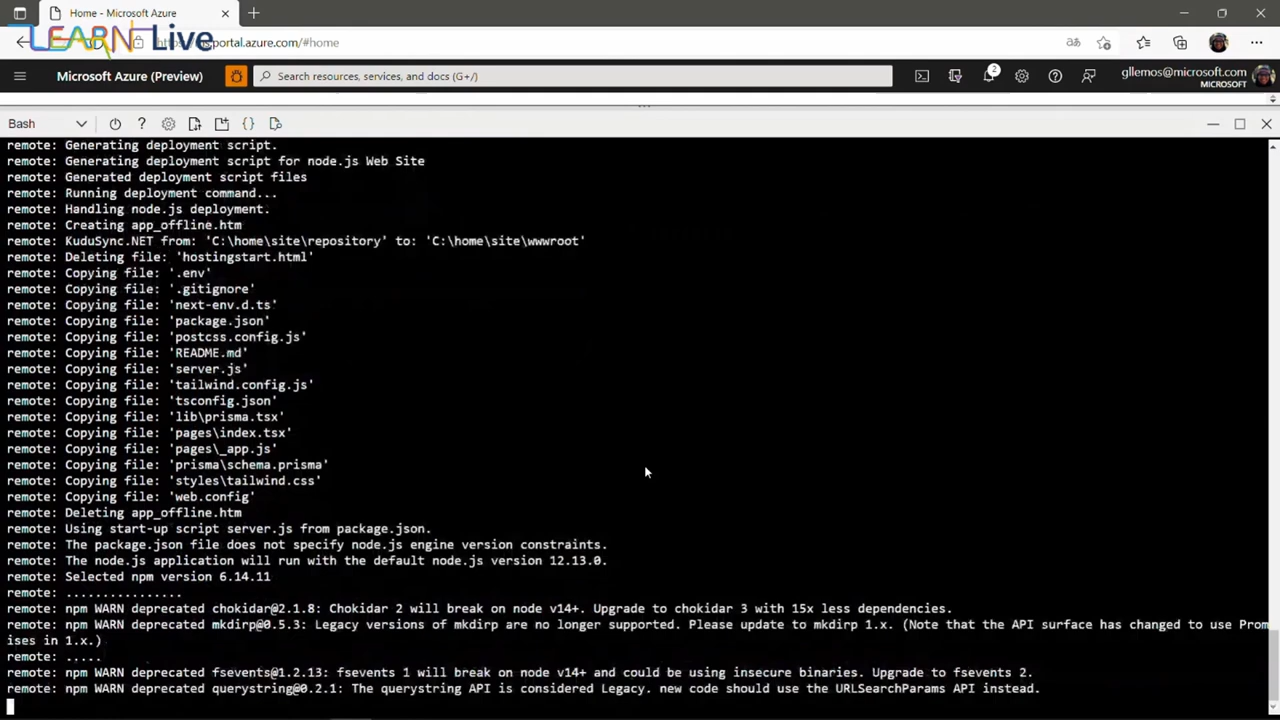 Home - Microsoft Azure
LEARN Live
portal.azure.com/#home
Microsoft Azure (Preview)
Search resources, services, and docs (G+/)
2
gllemos@microsoft.com
MICROSOFT
Bash
remote: Generating deployment script.
remote: Generating deployment script for node.js Web Site
remote: Generated deployment script files
remote: Running deployment command...
remote: Handling node.js deployment.
remote: Creating app_offline.htm
remote: KuduSync.NET from: 'C:\home\site\repository' to: 'C:\home\site\wwwroot'
remote: Deleting file: 'hostingstart.html'
remote: Copying file: '.env'
remote: Copying file: '.gitignore'
remote: Copying file: 'next-env.d.ts'
remote: Copying file: 'package.json'
remote: Copying file: 'postcss.config.js'
remote: Copying file: 'README.md'
remote: Copying file: 'server.js'
remote: Copying file: 'tailwind.config.js'
remote: Copying file: 'tsconfig.json'
remote: Copying file: 'lib\prisma.tsx'
remote: Copying file: 'pages\index.tsx'
remote: Copying file: 'pages\_app.js'
remote: Copying file: 'prisma\schema.prisma'
remote: Copying file: 'styles\tailwind.css'
remote: Copying file: 'web.config'
remote: Deleting app_offline.htm
remote: Using start-up script server.js from package.json.
remote: The package.json file does not specify node.js engine version constraints.
remote: The node.js application will run with the default node.js version 12.13.0.
remote: Selected npm version 6.14.11
remote: ................
remote: npm WARN deprecated chokidar@2.1.8: Chokidar 2 will break on node v14+. Upgrade to chokidar 3 with 15x less dependencies.
remote: npm WARN deprecated mkdirp@0.5.3: Legacy versions of mkdirp are no longer supported. Please update to mkdirp 1.x. (Note that the API surface has changed to use Prom
ises in 1.x.)
remote: .....
remote: npm WARN deprecated fsevents@1.2.13: fsevents 1 will break on node v14+ and could be using insecure binaries. Upgrade to fsevents 2.
remote: npm WARN deprecated querystring@0.2.1: The querystring API is considered Legacy. new code should use the URLSearchParams API instead.